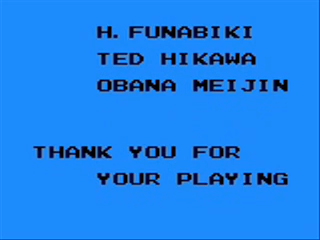 H. FUNABIKI
TED HIKAWA
OBANA MEIJIN
THANK YOU FOR
YOUR PLAYING